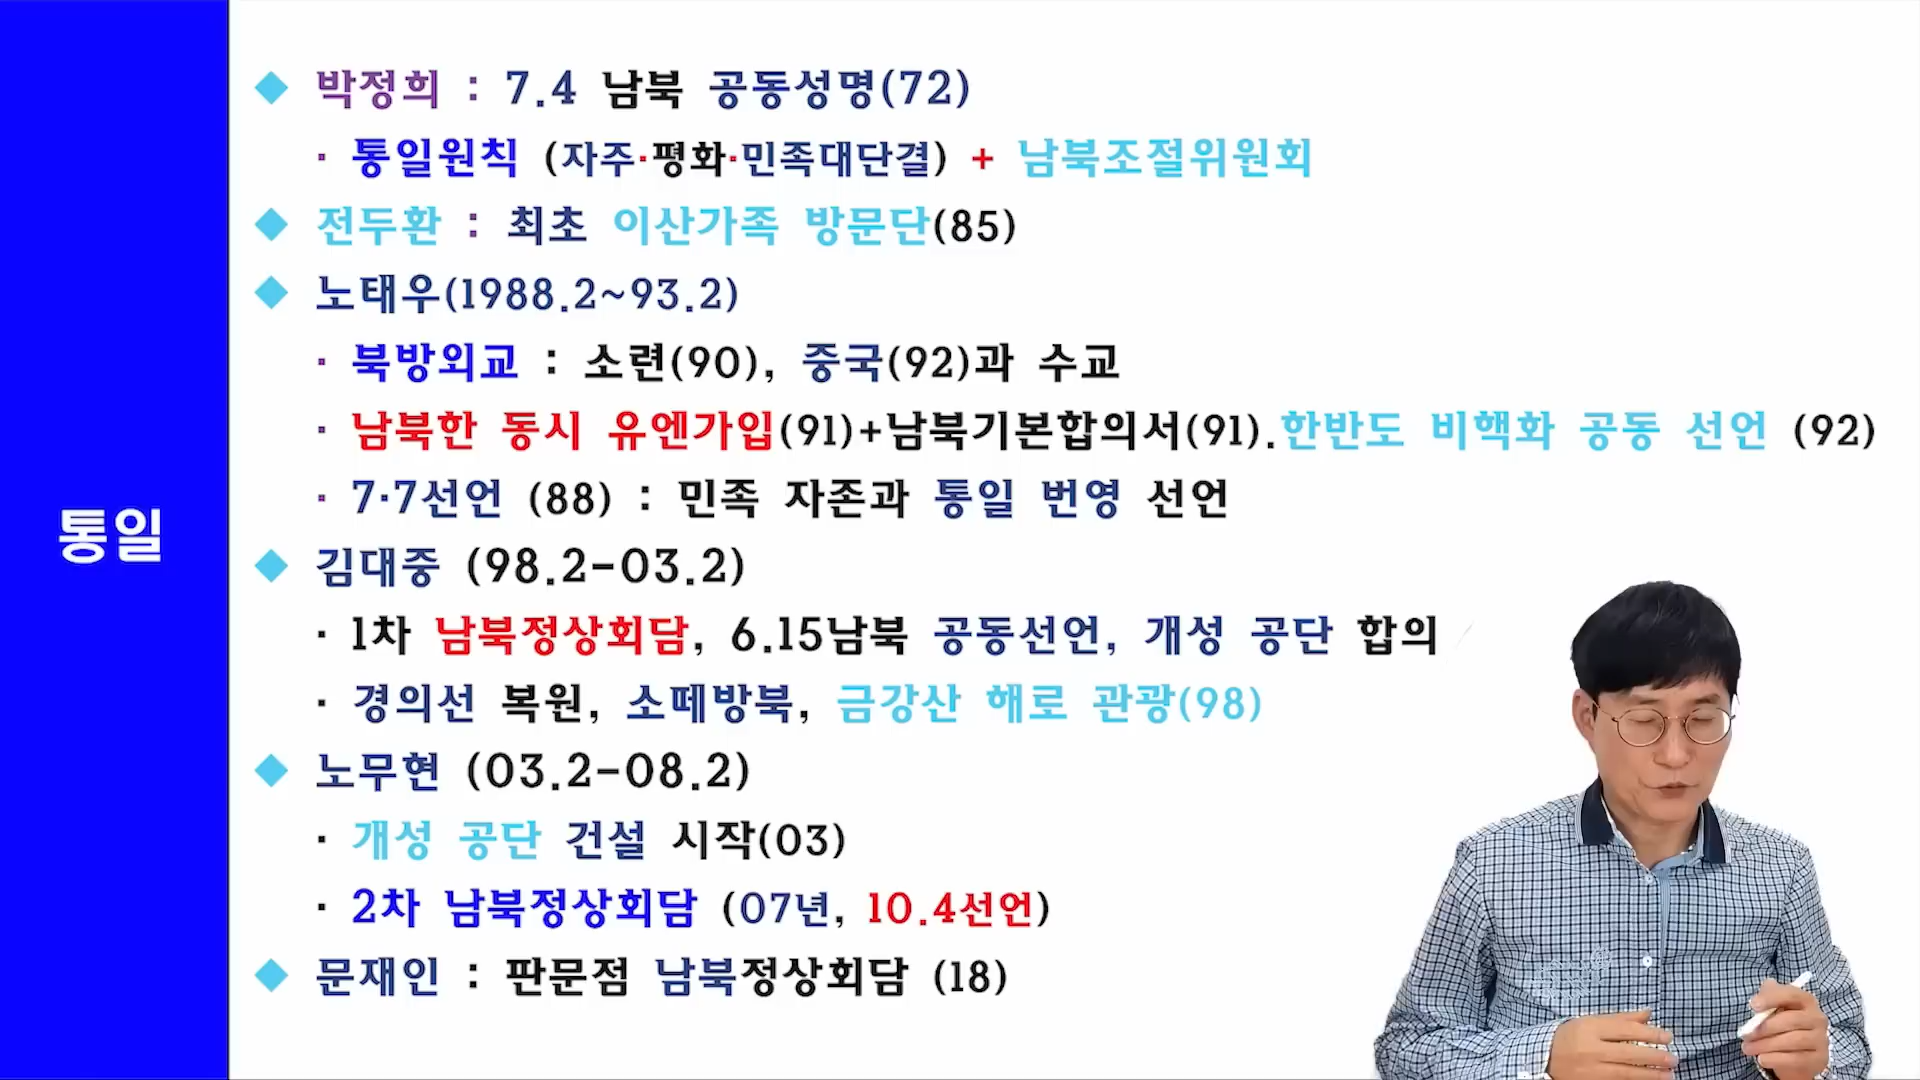 통일
◆ 박정희 : 7.4 남북 공동성명(72)
· 통일원칙 (자주·평화·민족대단결) + 남북조절위원회
◆ 전두환 : 최초 이산가족 방문단(85)
◆ 노태우(1988.2~93.2)
· 북방외교 : 소련(90), 중국(92)과 수교
· 남북한 동시 유엔가입(91)+남북기본합의서(91).한반도 비핵화 공동 선언 (92)
· 7·7선언 (88) : 민족 자존과 통일 번영 선언
◆ 김대중 (98.2-03.2)
· 1차 남북정상회담, 6.15남북 공동선언, 개성 공단 합의
· 경의선 복원, 소떼방북, 금강산 해로 관광(98)
◆ 노무현 (03.2-08.2)
· 개성 공단 건설 시작(03)
· 2차 남북정상회담 (07년, 10.4선언)
◆ 문재인 : 판문점 남북정상회담 (18)